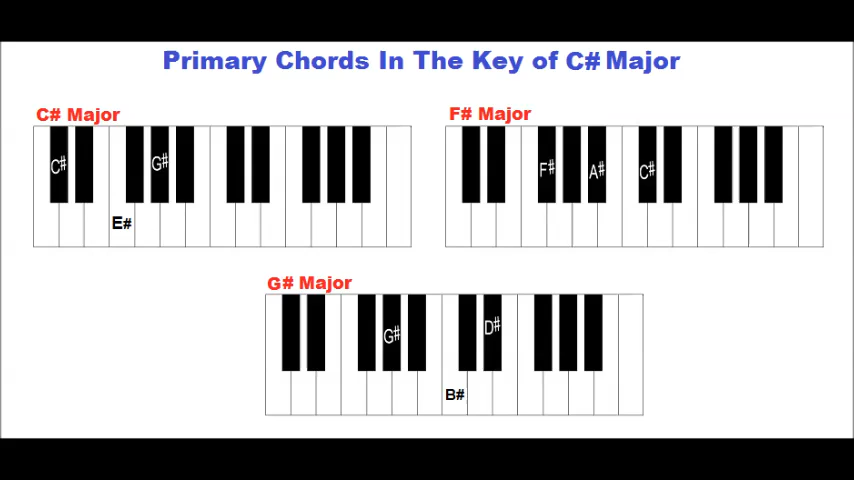 Primary Chords In The Key of C# Major
C# Major
C#
G#
E#
F# Major
F#
A#
C#
G# Major
G#
D#
B#